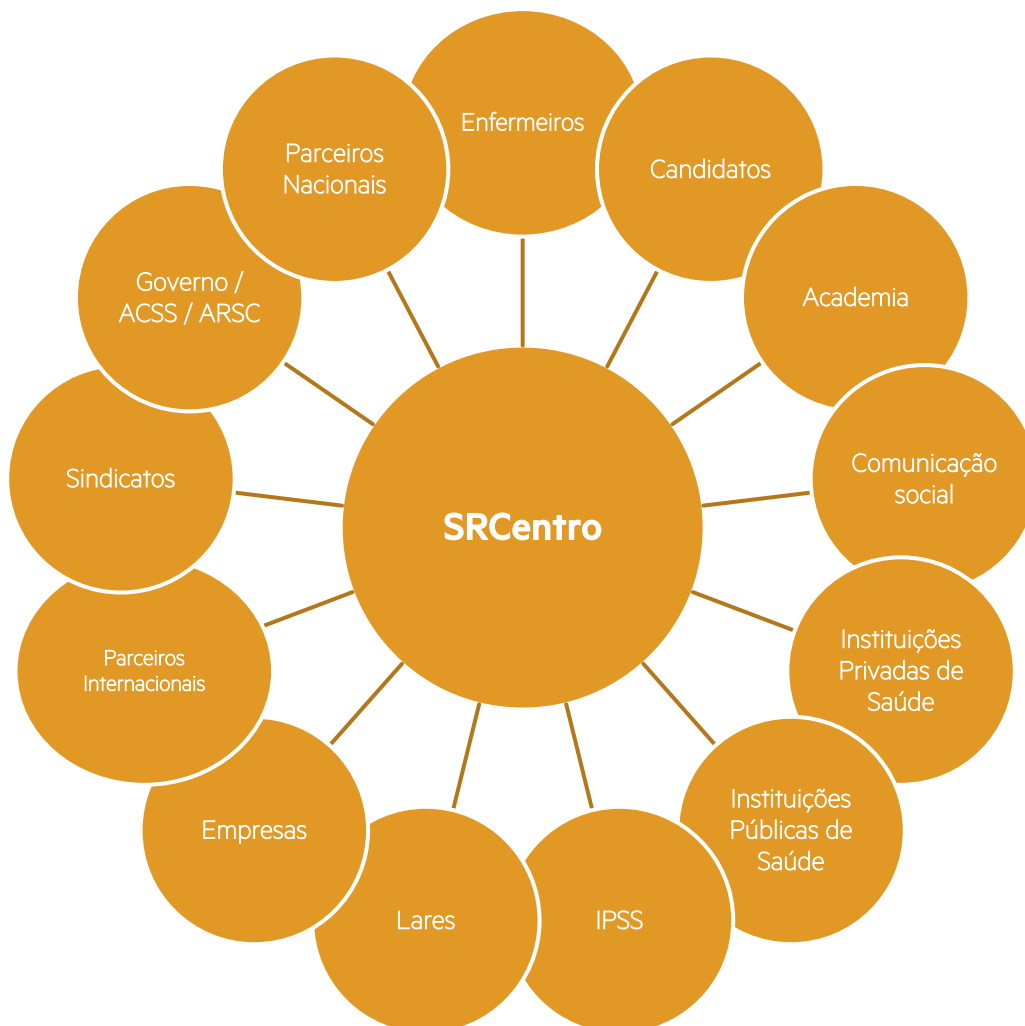 Enfermeiros
Candidatos
Academia
Comunicação
social
Instituições
Privadas de
Saúde
Instituições
Públicas de
Saúde
IPSS
Lares
Empresas
Parceiros
Internacionais
Sindicatos
Governo /
ACSS / ARSC
Parceiros
Nacionais
SRCentro